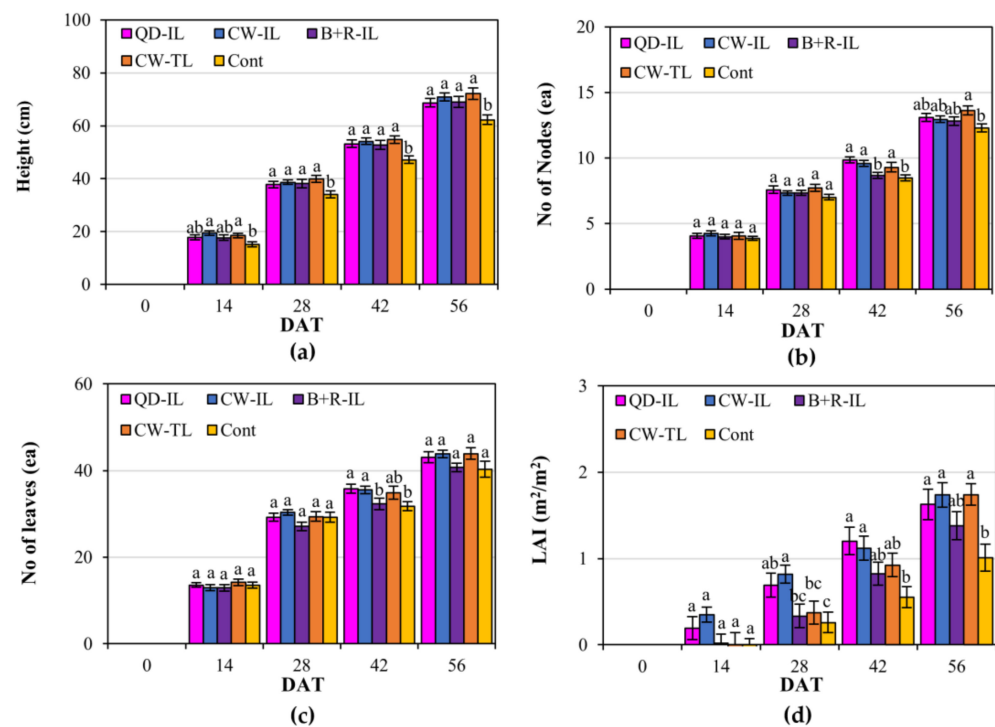 100
80
60
40
20
0
Height (cm)
QD-IL CW-IL B+R-IL
CW-TL Cont
ab a ab a b
a a a a b
a a a a b
a a a a b
0 14 28 42 56
DAT
(a)
20
15
10
5
0
No of Nodes (ea)
QD-IL CW-IL B+R-IL
CW-TL Cont
a a a a a
a a a a a
a a b a b
ab ab ab a b
0 14 28 42 56
DAT
(b)
60
40
20
0
No of leaves (ea)
QD-IL CW-IL B+R-IL
CW-TL Cont
a a a a a
a a a a a
a a b ab b
a a a a a
0 14 28 42 56
DAT
(c)
3
2
1
0
LAI (m²/m²)
QD-IL CW-IL B+R-IL
CW-TL Cont
a a a a a
ab a bc bc c
a a ab ab b
a a ab a b
0 14 28 42 56
DAT
(d)